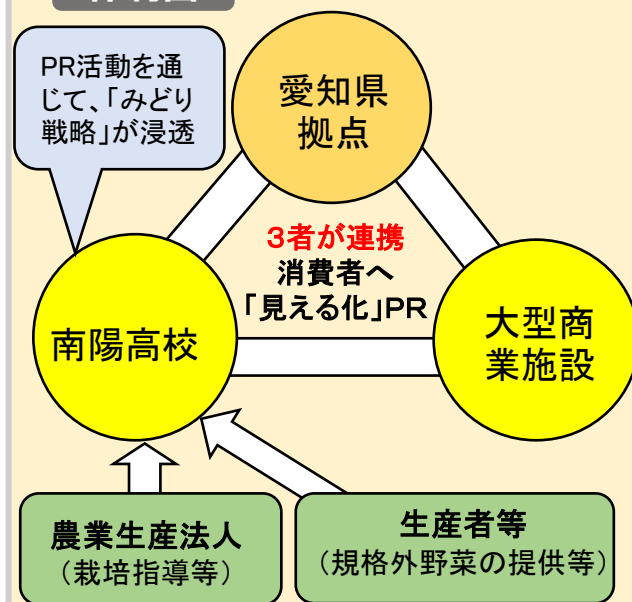 PR活動を通
じて、「みどり
戦略」が浸透
愛知県
拠点
3者が連携
消費者へ
「見える化」PR
南陽高校
大型商
業施設
農業生産法人
（栽培指導等）
生産者等
（規格外野菜の提供等）